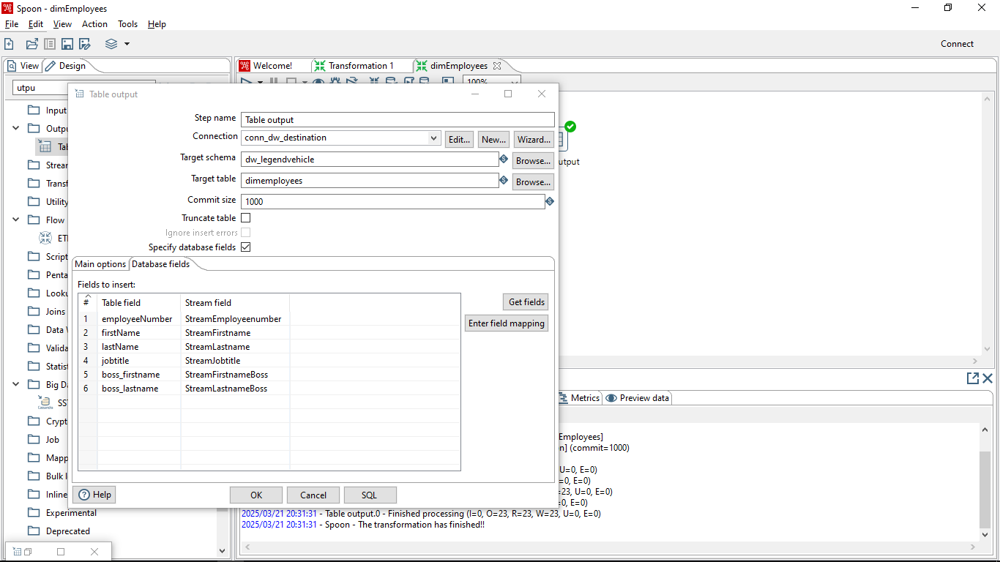 Spoon - dimEmployees
File Edit View Action Tools Help
Connect
View Design
Welcome! Transformation 1 dimEmployees
utpu
100%
Table output
Input
Outpu
Tab
Strear
Transf
Utility
Flow
ETI
Script
Penta
Looku
Joins
Data W
Valida
Statist
Big Da
SST
Crypt
Job
Mapp
Bulk l
Inline
Experimental
Deprecated
Step name Table output
Connection conn_dw_destination Edit... New... Wizard...
Target schema dw_legendvehicle Browse...
Target table dimemployees Browse...
Commit size 1000
Truncate table
Ignore insert errors
Specify database fields
Main options Database fields
Fields to insert:
# Table field Stream field
1 employeeNumber StreamEmployeenumber
2 firstName StreamFirstname
3 lastName StreamLastname
4 jobtitle StreamJobtitle
5 boss_firstname StreamFirstnameBoss
6 boss_lastname StreamLastnameBoss
Get fields
Enter field mapping
Help OK Cancel SQL
utput
Metrics Preview data
Employees]
n] (commit=1000)
U=0, E=0)
=0, E=0)
=23, U=0, E=0)
=0, E=0)
2025/03/21 20:31:31 - Table output.0 - Finished processing (I=0, O=23, R=23, W=23, U=0, E=0)
2025/03/21 20:31:31 - Spoon - The transformation has finished!!